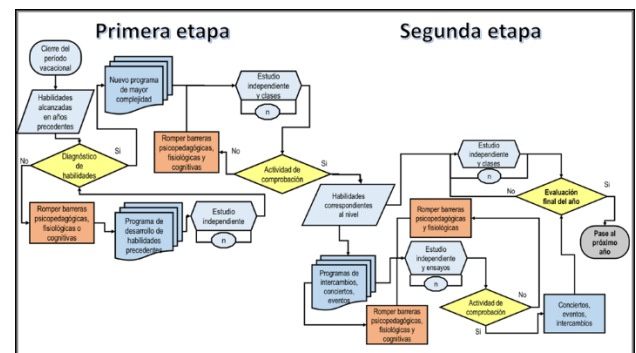 Primera etapa
Segunda etapa
Cierre del
período
vacacional
Habilidades
alcanzadas
en años
precedentes
Nuevo programa
de mayor
complejidad
Estudio
independiente
y clases
n
No
Diagnóstico
de
habilidades
Si
Romper barreras
psicopedagógicas,
fisiológicas y
cognitivas
No
Actividad de
comprobación
Si
Romper barreras
psicopedagógicas,
fisiológicas o
cognitivas
Programa de
desarrollo de
habilidades
precedentes
Estudio
independiente
n
Habilidades
correspondientes
al nivel
Estudio
independiente
y clases
n
No
Evaluación
final del año
Si
Pase al
próximo
año
Romper barreras
psicopedagógicas
y fisiológicas
Programas de
intercambios,
conciertos,
eventos
Estudio
independiente
y ensayos
n
Romper barreras
psicopedagógicas,
fisiológicas y
cognitivas
Actividad de
comprobación
No
Si
Conciertos,
eventos,
intercambios